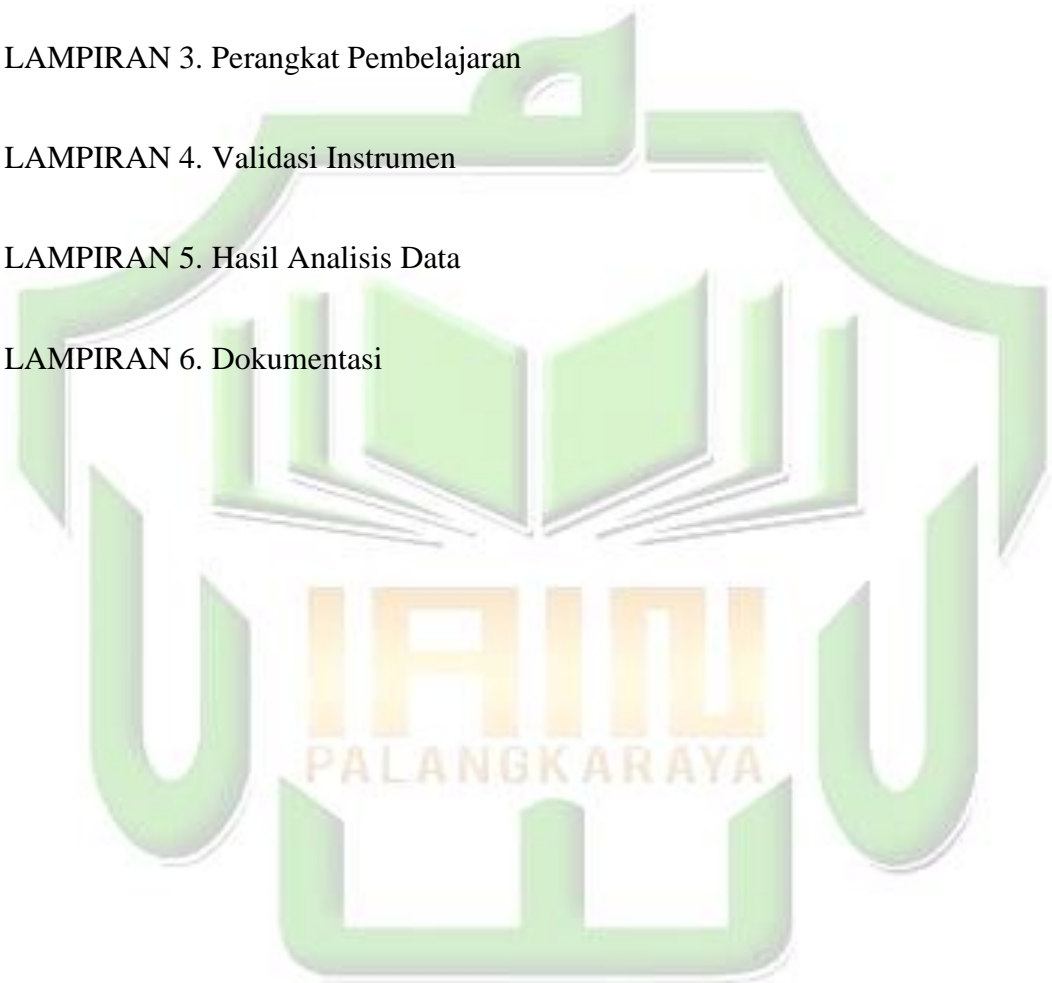 LAMPIRAN 3. Perangkat Pembelajaran
LAMPIRAN 4. Validasi Instrumen
LAMPIRAN 5. Hasil Analisis Data
LAMPIRAN 6. Dokumentasi
IAIN
PALANGKARAYA